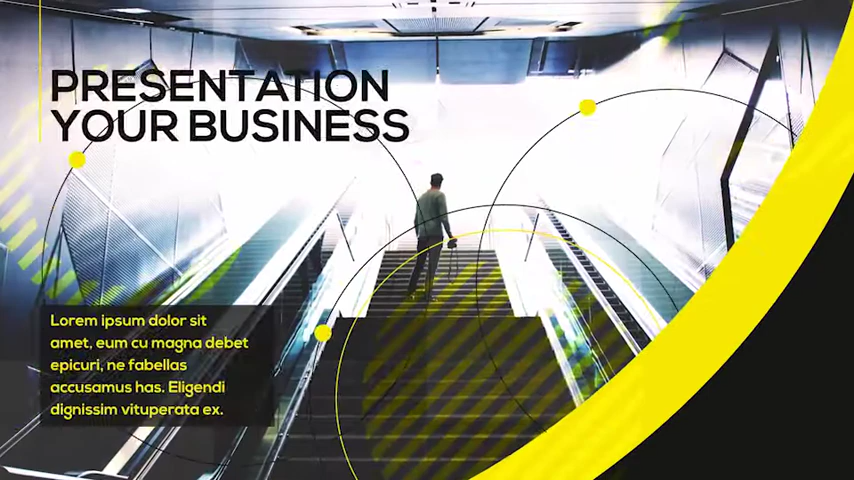 PRESENTATION
YOUR BUSINESS
Lorem ipsum dolor sit
amet, eum cu magna debet
epicuri, ne fabellas
accusamus has. Eligendi
dignissim vituperata ex.